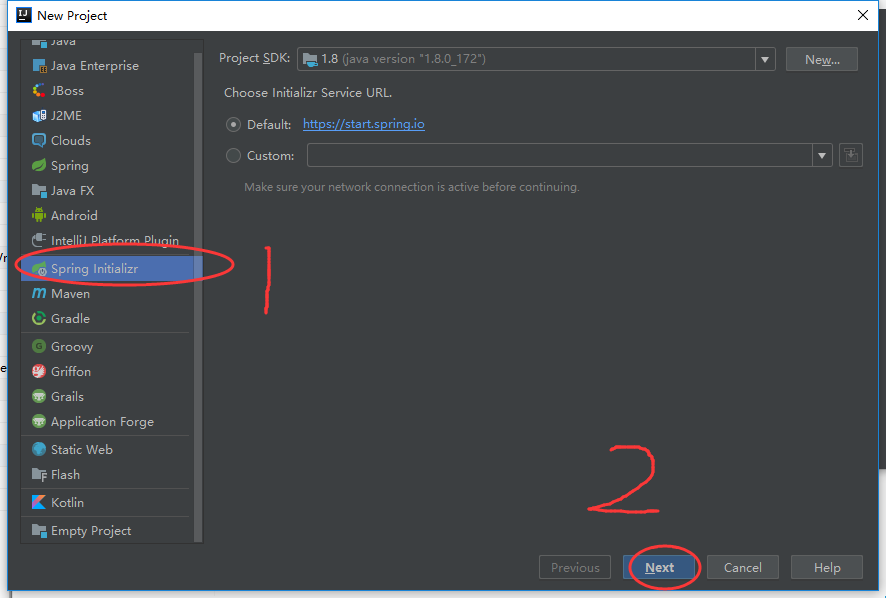 New Project
Java
Java Enterprise
JBoss
J2ME
Clouds
Spring
Java FX
Android
IntelliJ Platform Plugin
Spring Initializr
Maven
Gradle
Groovy
Griffon
Grails
Application Forge
Static Web
Flash
Kotlin
Empty Project
Project SDK: 1.8 (java version "1.8.0_172") New...
Choose Initializr Service URL.
Default: https://start.spring.io
Custom:
Make sure your network connection is active before continuing.
1
2
Previous Next Cancel Help